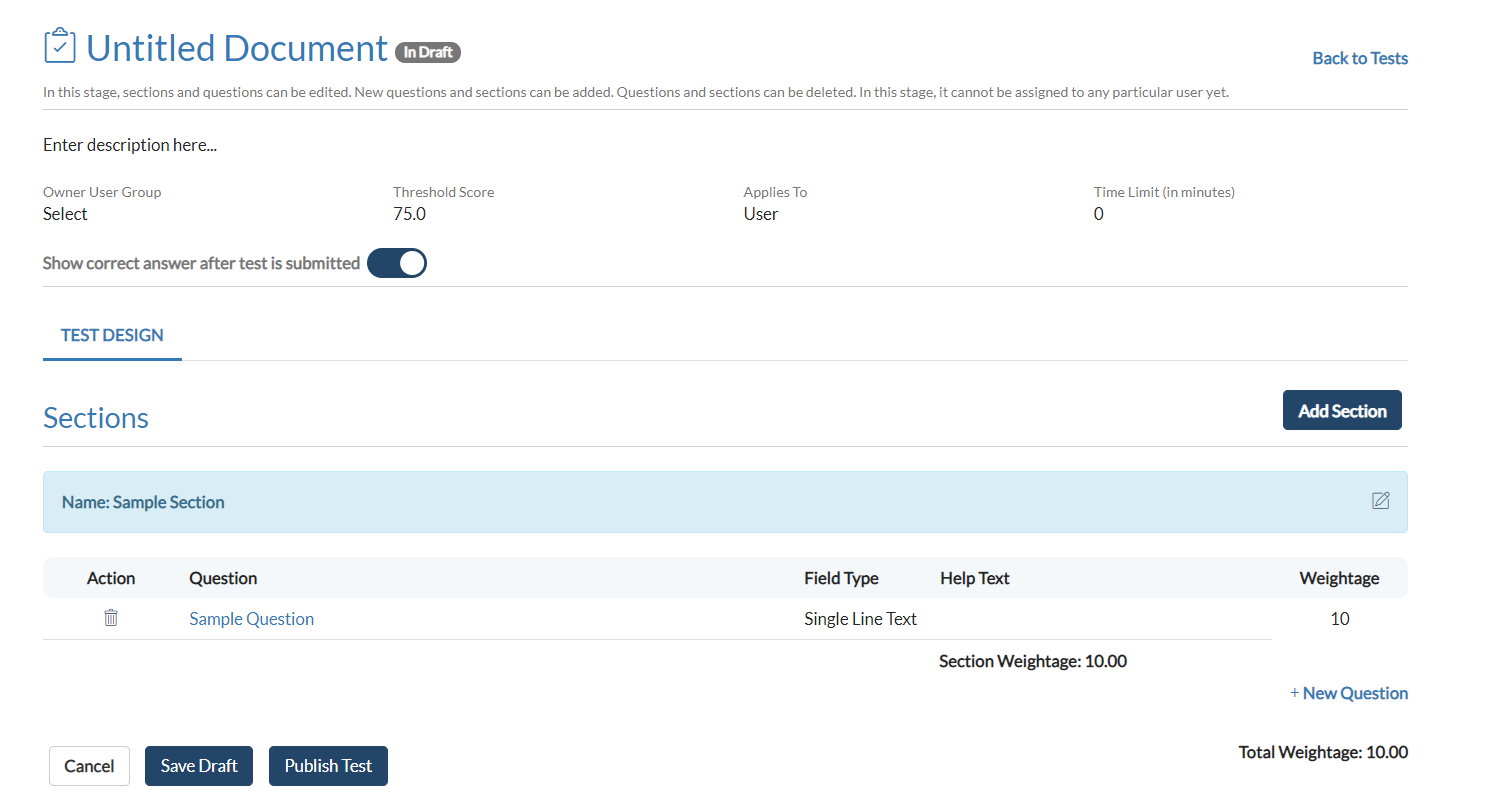 Untitled Document In Draft
Back to Tests
In this stage, sections and questions can be edited. New questions and sections can be added. Questions and sections can be deleted. In this stage, it cannot be assigned to any particular user yet.
Enter description here...
Owner User Group Threshold Score Applies To Time Limit (in minutes)
Select 75.0 User 0
Show correct answer after test is submitted
TEST DESIGN
Sections
Add Section
Name: Sample Section
Action Question Field Type Help Text Weightage
Sample Question Single Line Text 10
Section Weightage: 10.00
+ New Question
Total Weightage: 10.00
Cancel Save Draft Publish Test